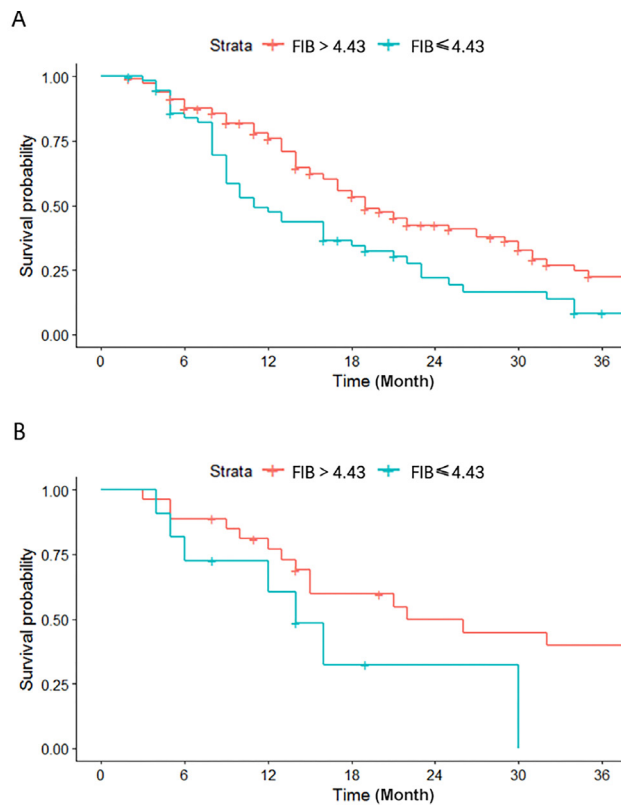 A
Strata FIB > 4.43 FIB ⩽ 4.43
1.00
0.75
0.50
0.25
0.00
Survival probability
0 6 12 18 24 30 36
Time (Month)
B
Strata FIB > 4.43 FIB ⩽ 4.43
1.00
0.75
0.50
0.25
0.00
Survival probability
0 6 12 18 24 30 36
Time (Month)